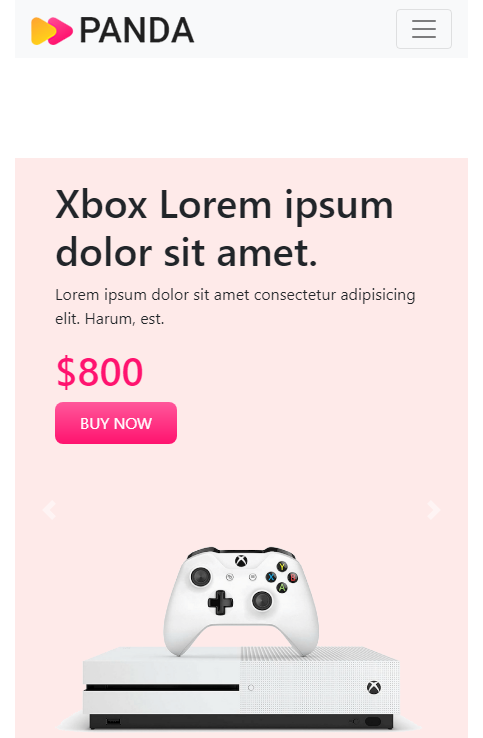 PANDA
Xbox Lorem ipsum
dolor sit amet.
Lorem ipsum dolor sit amet consectetur adipisicing
elit. Harum, est.
$800
BUY NOW
Y
X B
A